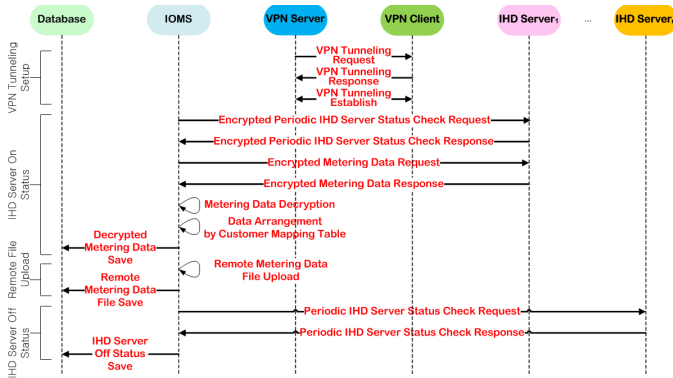 Database
IOMS
VPN Server
VPN Client
IHD Server₁
...
IHD Serverₙ
VPN Tunneling
Setup
VPN Tunneling
Request
VPN Tunneling
Response
VPN Tunneling
Establish
IHD Server On
Status
Encrypted Periodic IHD Server Status Check Request
Encrypted Periodic IHD Server Status Check Response
Encrypted Metering Data Request
Encrypted Metering Data Response
Metering Data Decryption
Data Arrangement
by Customer Mapping Table
Decrypted
Metering Data
Save
Remote File
Upload
Remote Metering Data
File Upload
Remote
Metering Data
File Save
IHD Server Off
Status
Periodic IHD Server Status Check Request
Periodic IHD Server Status Check Response
IHD Server
Off Status
Save